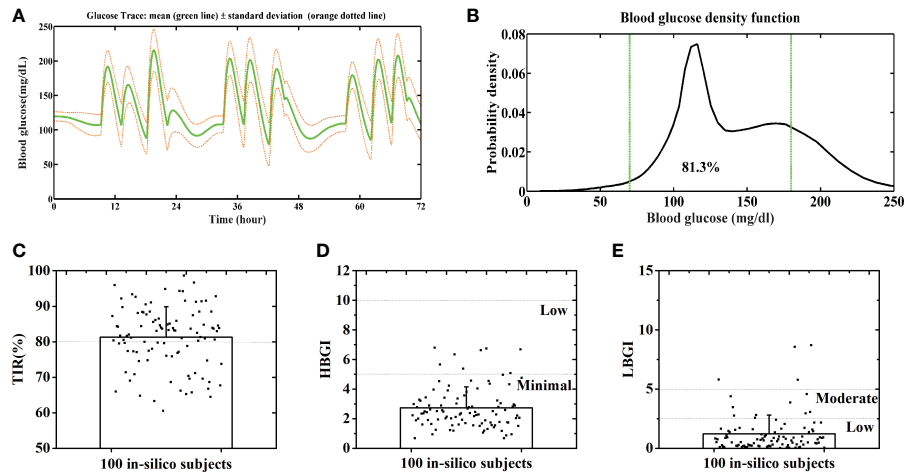 A
Glucose Trace: mean (green line) ± standard deviation (orange dotted line)
Blood glucose(mg/dL)
250
200
150
100
50
0
0 12 24 36 48 60 72
Time (hour)
B
Blood glucose density function
Probability density
0.08
0.06
0.04
0.02
0
81.3%
0 50 100 150 200 250
Blood glucose (mg/dl)
C
TIR(%)
100
90
80
70
60
50
100 in-silico subjects
D
HBGI
12
10
8
6
4
2
0
Low
Minimal
100 in-silico subjects
E
LBGI
15
10
5
0
Moderate
Low
100 in-silico subjects